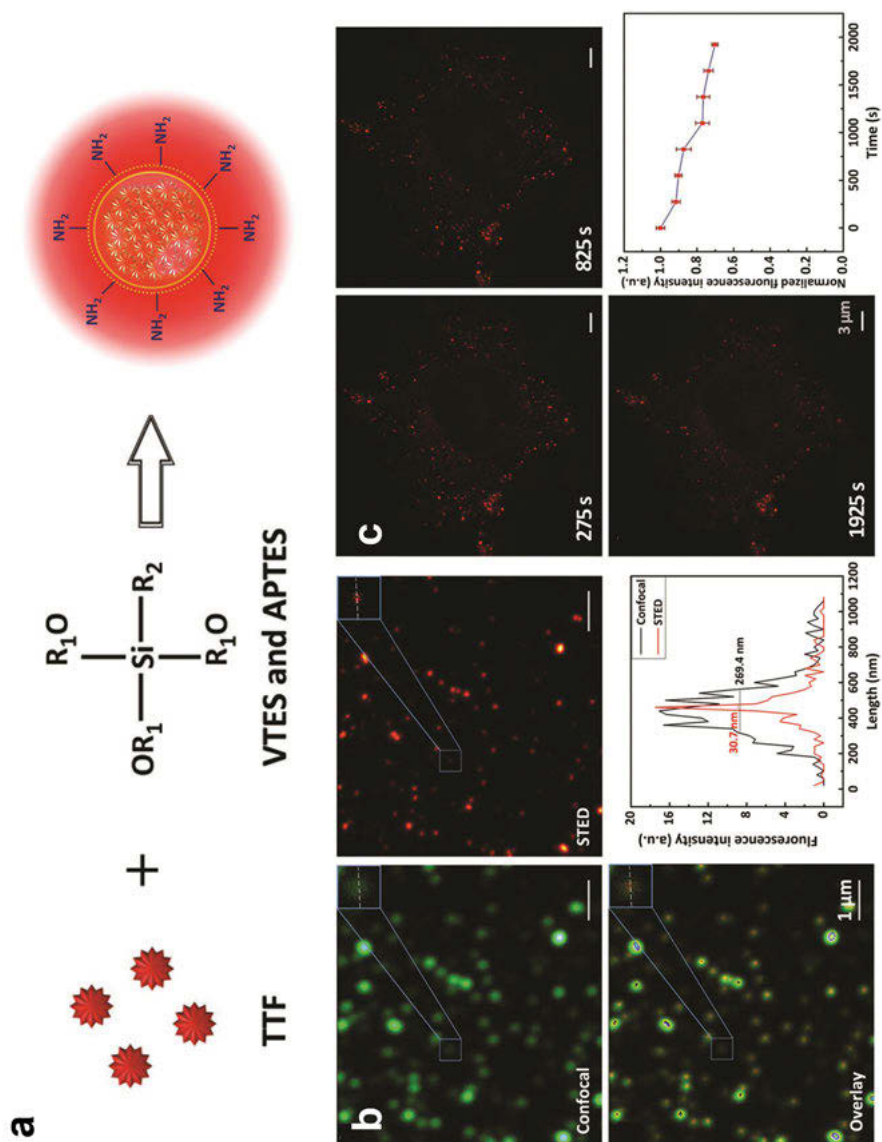 a
TTF
+
OR₁
R₁O
Si
R₂
R₁O
VTES and APTES
NH₂
NH₂
NH₂
NH₂
NH₂
NH₂
NH₂
NH₂
b
Confocal
STED
Overlay
1 µm
Fluorescence intensity (a.u.)
20
16
12
8
4
0
Confocal
STED
30.7 nm
269.4 nm
0 200 400 600 800 1000 1200
Length (nm)
c
275 s
825 s
1925 s
3 µm
Normalized fluorescence intensity (a.u.)
1.2
1.0
0.8
0.6
0.4
0.2
0.0
0 500 1000 1500 2000
Time (s)